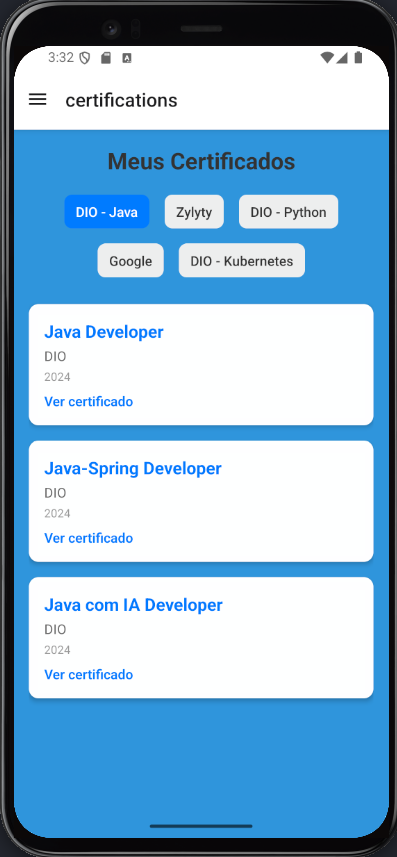 3:32
certifications
Meus Certificados
DIO - Java Zylyty DIO - Python
Google DIO - Kubernetes
Java Developer
DIO
2024
Ver certificado
Java-Spring Developer
DIO
2024
Ver certificado
Java com IA Developer
DIO
2024
Ver certificado